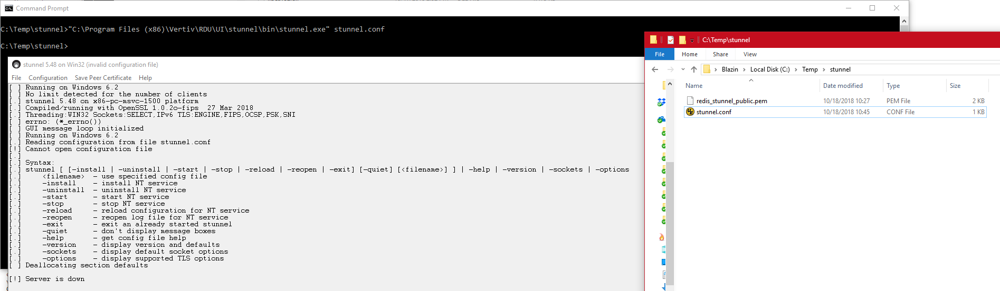 Command Prompt
C:\Temp\stunnel>"C:\Program Files (x86)\Vertiv\RDU\UI\stunnel\bin\stunnel.exe" stunnel.conf
C:\Temp\stunnel>
stunnel 5.48 on Win32 (invalid configuration file)
File Configuration Save Peer Certificate Help
[ ] Running on Windows 6.2
[ ] No limit detected for the number of clients
[.] stunnel 5.48 on x86-pc-msvc-1500 platform
[.] Compiled/running with OpenSSL 1.0.2o-fips  27 Mar 2018
[.] Threading:WIN32 Sockets:SELECT,IPv6 TLS:ENGINE,FIPS,OCSP,PSK,SNI
[ ] errno: (*_errno())
[ ] GUI message loop initialized
[ ] Running on Windows 6.2
[.] Reading configuration from file stunnel.conf
[!] Cannot open configuration file
[.]
[.] Syntax:
[.] stunnel [ [-install | -uninstall | -start | -stop | -reload | -reopen | -exit] [-quiet] [<filename>] ] | -help | -version | -sockets | -options
[.]     <filename>  - use specified config file
[.]     -install    - install NT service
[.]     -uninstall  - uninstall NT service
[.]     -start      - start NT service
[.]     -stop       - stop NT service
[.]     -reload     - reload configuration for NT service
[.]     -reopen     - reopen log file for NT service
[.]     -exit       - exit an already started stunnel
[.]     -quiet      - don't display message boxes
[.]     -help       - get config file help
[.]     -version    - display version and defaults
[.]     -sockets    - display default socket options
[.]     -options    - display supported TLS options
[ ] Deallocating section defaults
[!] Server is down
C:\Temp\stunnel
File Home Share View
Blazin > Local Disk (C:) > Temp > stunnel
Name Date modified Type Size
redis_stunnel_public.pem 10/18/2018 10:27 PEM File 2 KB
stunnel.conf 10/18/2018 10:45 CONF File 1 KB